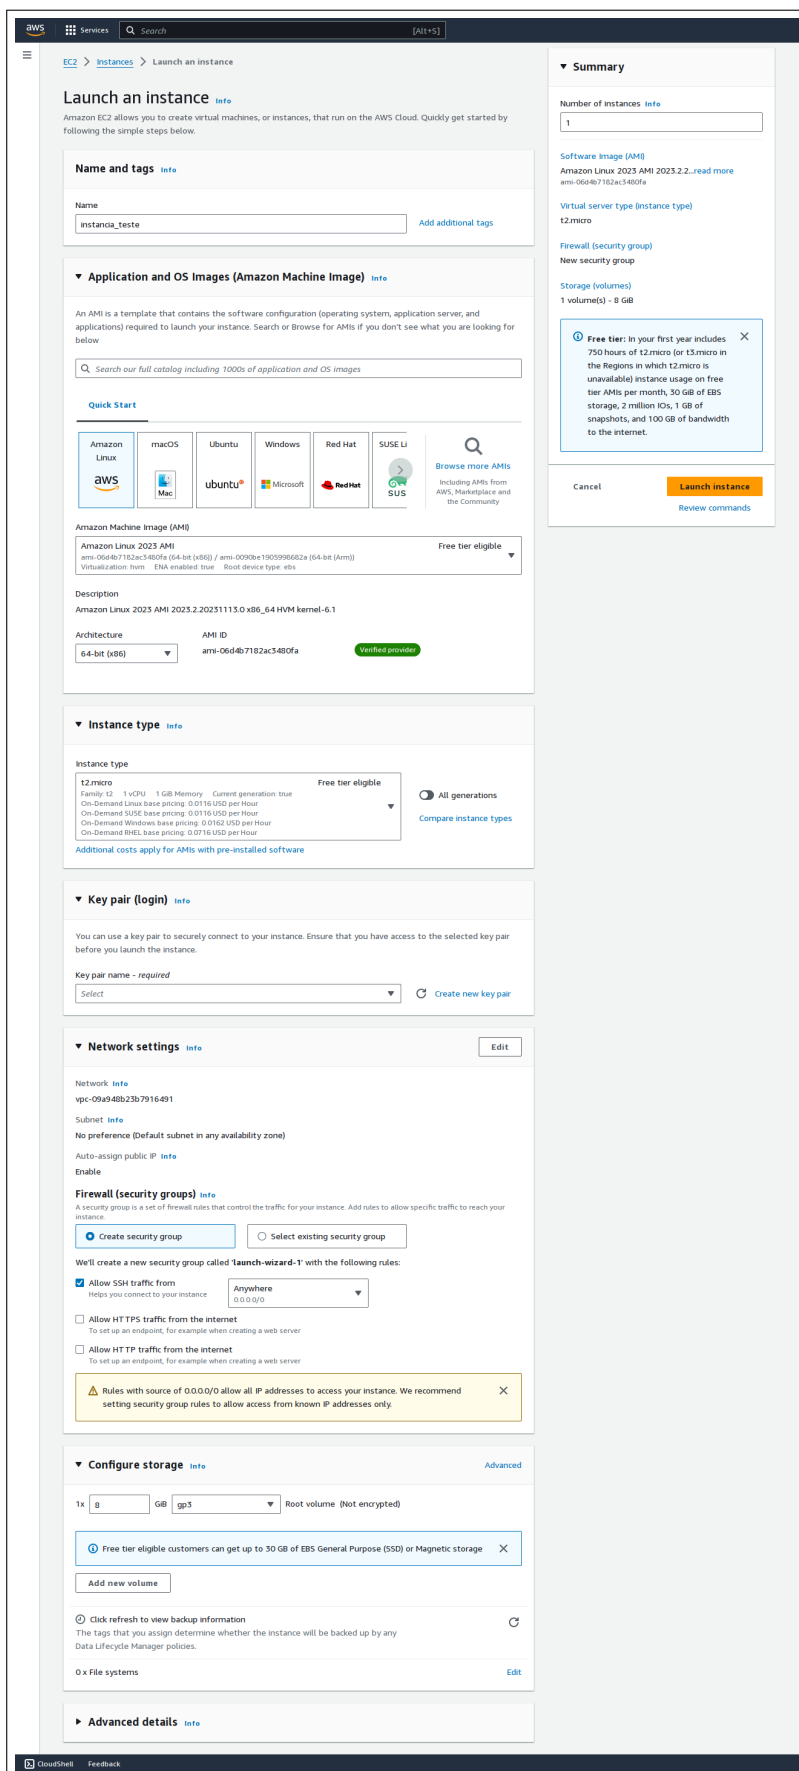 aws
Services
Search [Alt+S]
EC2 > Instances > Launch an instance
Launch an instance Info
Amazon EC2 allows you to create virtual machines, or instances, that run on the AWS Cloud. Quickly get started by
following the simple steps below.
Name and tags Info
Name
instancia_teste
Add additional tags
Application and OS Images (Amazon Machine Image) Info
An AMI is a template that contains the software configuration (operating system, application server, and
applications) required to launch your instance. Search or Browse for AMIs if you don't see what you are looking for
below
Search our full catalog including 1000s of application and OS images
Quick Start
Amazon
Linux
aws
macOS
Mac
Ubuntu
ubuntu®
Windows
Microsoft
Red Hat
Red Hat
SUSE Li
SUS
Browse more AMIs
Including AMIs from
AWS, Marketplace and
the Community
Amazon Machine Image (AMI)
Amazon Linux 2023 AMI Free tier eligible
ami-06d4b7182ac3480fa (64-bit (x86)) / ami-0090be1905998682a (64-bit (Arm))
Virtualization: hvm ENA enabled: true Root device type: ebs
Description
Amazon Linux 2023 AMI 2023.2.20231113.0 x86_64 HVM kernel-6.1
Architecture AMI ID
64-bit (x86) ami-06d4b7182ac3480fa Verified provider
Instance type Info
Instance type
t2.micro Free tier eligible
Family: t2 1 vCPU 1 GiB Memory Current generation: true
On-Demand Linux base pricing: 0.0116 USD per Hour
On-Demand SUSE base pricing: 0.0116 USD per Hour
On-Demand Windows base pricing: 0.0162 USD per Hour
On-Demand RHEL base pricing: 0.0716 USD per Hour
All generations
Compare instance types
Additional costs apply for AMIs with pre-installed software
Key pair (login) Info
You can use a key pair to securely connect to your instance. Ensure that you have access to the selected key pair
before you launch the instance.
Key pair name - required
Select
Create new key pair
Network settings Info
Edit
Network Info
vpc-09a948b23b7916491
Subnet Info
No preference (Default subnet in any availability zone)
Auto-assign public IP Info
Enable
Firewall (security groups) Info
A security group is a set of firewall rules that control the traffic for your instance. Add rules to allow specific traffic to reach your
instance.
Create security group
Select existing security group
We'll create a new security group called 'launch-wizard-1' with the following rules:
Allow SSH traffic from
Helps you connect to your instance
Anywhere
0.0.0.0/0
Allow HTTPS traffic from the internet
To set up an endpoint, for example when creating a web server
Allow HTTP traffic from the internet
To set up an endpoint, for example when creating a web server
Rules with source of 0.0.0.0/0 allow all IP addresses to access your instance. We recommend
setting security group rules to allow access from known IP addresses only.
Configure storage Info
Advanced
1x 8 GiB gp3 Root volume (Not encrypted)
Free tier eligible customers can get up to 30 GB of EBS General Purpose (SSD) or Magnetic storage
Add new volume
Click refresh to view backup information
The tags that you assign determine whether the instance will be backed up by any
Data Lifecycle Manager policies.
0 x File systems Edit
Advanced details Info
Summary
Number of instances Info
1
Software Image (AMI)
Amazon Linux 2023 AMI 2023.2.2...read more
ami-06d4b7182ac3480fa
Virtual server type (instance type)
t2.micro
Firewall (security group)
New security group
Storage (volumes)
1 volume(s) - 8 GiB
Free tier: In your first year includes
750 hours of t2.micro (or t3.micro in
the Regions in which t2.micro is
unavailable) instance usage on free
tier AMIs per month, 30 GiB of EBS
storage, 2 million IOs, 1 GB of
snapshots, and 100 GB of bandwidth
to the internet.
Cancel
Launch instance
Review commands
CloudShell Feedback